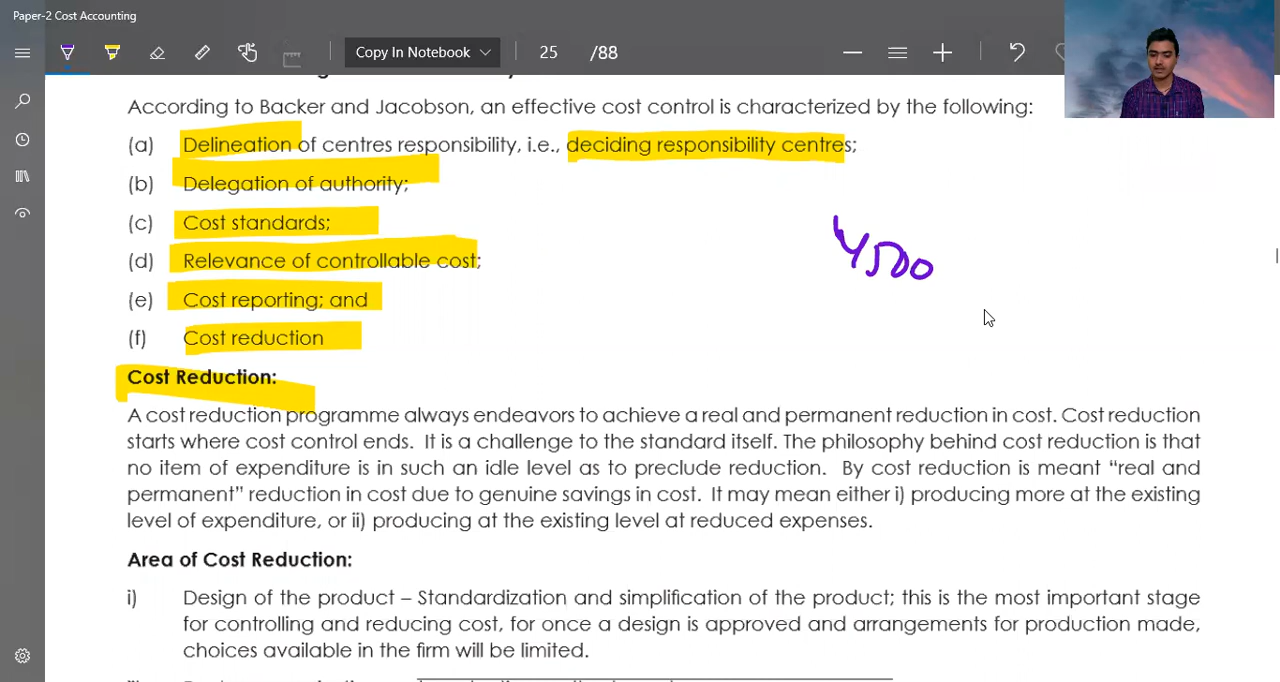 Paper-2 Cost Accounting
Copy In Notebook
25 /88
According to Backer and Jacobson, an effective cost control is characterized by the following:
(a) Delineation of centres responsibility, i.e., deciding responsibility centres;
(b) Delegation of authority;
(c) Cost standards;
4500
(d) Relevance of controllable cost;
(e) Cost reporting; and
(f) Cost reduction
Cost Reduction:
A cost reduction programme always endeavors to achieve a real and permanent reduction in cost. Cost reduction
starts where cost control ends. It is a challenge to the standard itself. The philosophy behind cost reduction is that
no item of expenditure is in such an idle level as to preclude reduction. By cost reduction is meant “real and
permanent” reduction in cost due to genuine savings in cost. It may mean either i) producing more at the existing
level of expenditure, or ii) producing at the existing level at reduced expenses.
Area of Cost Reduction:
i) Design of the product – Standardization and simplification of the product; this is the most important stage
for controlling and reducing cost, for once a design is approved and arrangements for production made,
choices available in the firm will be limited.